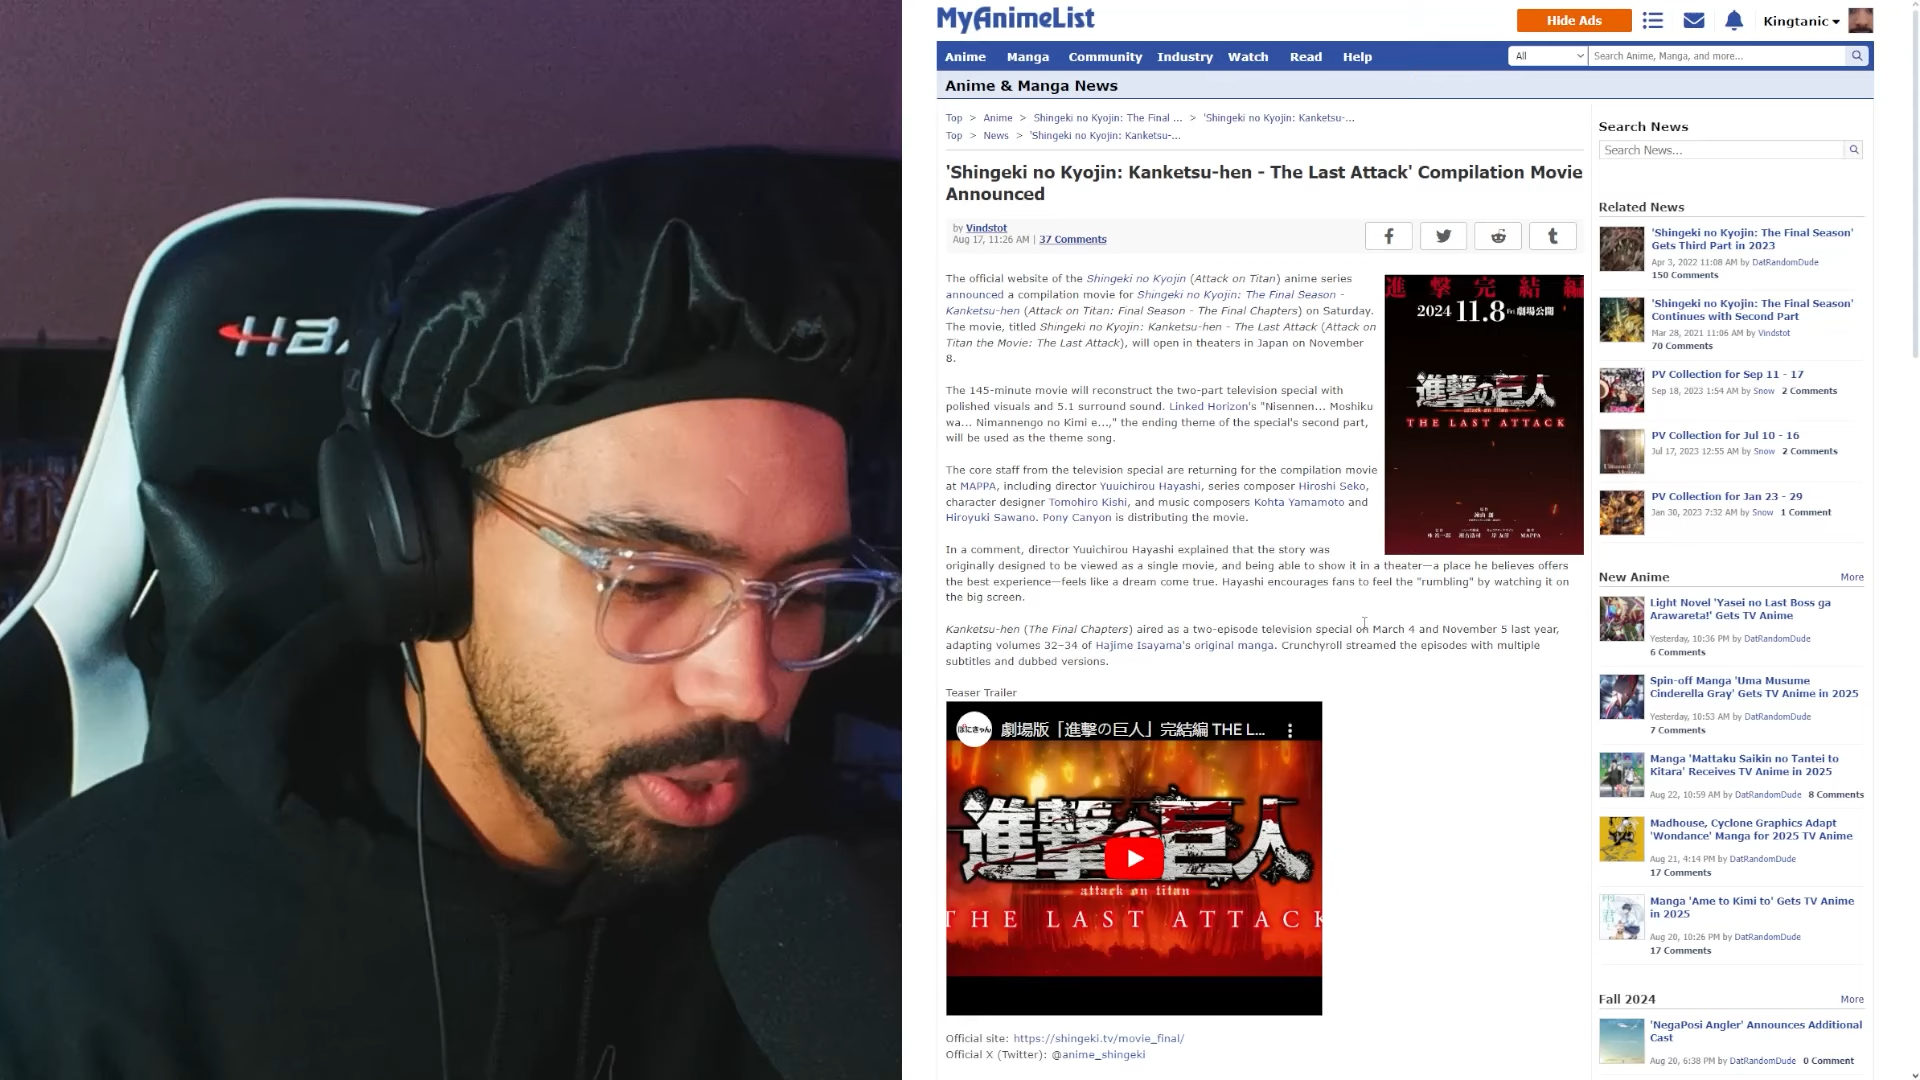 HB
MyAnimeList
Hide Ads
Kingtanic
Anime Manga Community Industry Watch Read Help
All
Search Anime, Manga, and more...
Anime & Manga News
Top > Anime > Shingeki no Kyojin: The Final ... > 'Shingeki no Kyojin: Kanketsu-...
Top > News > 'Shingeki no Kyojin: Kanketsu-...
'Shingeki no Kyojin: Kanketsu-hen - The Last Attack' Compilation Movie
Announced
by Vindstot
Aug 17, 11:26 AM | 37 Comments
The official website of the Shingeki no Kyojin (Attack on Titan) anime series
announced a compilation movie for Shingeki no Kyojin: The Final Season -
Kanketsu-hen (Attack on Titan: Final Season - The Final Chapters) on Saturday.
The movie, titled Shingeki no Kyojin: Kanketsu-hen - The Last Attack (Attack on
Titan the Movie: The Last Attack), will open in theaters in Japan on November
8.
The 145-minute movie will reconstruct the two-part television special with
polished visuals and 5.1 surround sound. Linked Horizon's "Nisennen... Moshiku
wa... Nimannengo no Kimi e...," the ending theme of the special's second part,
will be used as the theme song.
The core staff from the television special are returning for the compilation movie
at MAPPA, including director Yuuichirou Hayashi, series composer Hiroshi Seko,
character designer Tomohiro Kishi, and music composers Kohta Yamamoto and
Hiroyuki Sawano. Pony Canyon is distributing the movie.
In a comment, director Yuuichirou Hayashi explained that the story was
originally designed to be viewed as a single movie, and being able to show it in a theater—a place he believes offers
the best experience—feels like a dream come true. Hayashi encourages fans to feel the "rumbling" by watching it on
the big screen.
Kanketsu-hen (The Final Chapters) aired as a two-episode television special on March 4 and November 5 last year,
adapting volumes 32–34 of Hajime Isayama's original manga. Crunchyroll streamed the episodes with multiple
subtitles and dubbed versions.
進撃完結編
2024 11.8 Fri 劇場公開
進撃の巨人
attack on titan
THE LAST ATTACK
MAPPA
Teaser Trailer
ぽにきゃん
劇場版「進撃の巨人」完結編 THE L...
進撃の巨人
attack on titan
THE LAST ATTACK
Official site: https://shingeki.tv/movie_final/
Official X (Twitter): @anime_shingeki
Search News
Search News...
Related News
'Shingeki no Kyojin: The Final Season'
Gets Third Part in 2023
Apr 3, 2022 11:08 AM by DatRandomDude
150 Comments
'Shingeki no Kyojin: The Final Season'
Continues with Second Part
Mar 28, 2021 11:06 AM by Vindstot
70 Comments
PV Collection for Sep 11 - 17
Sep 18, 2023 1:54 AM by Snow 2 Comments
PV Collection for Jul 10 - 16
Jul 17, 2023 12:55 AM by Snow 2 Comments
PV Collection for Jan 23 - 29
Jan 30, 2023 7:32 AM by Snow 1 Comment
New Anime
More
Light Novel 'Yasei no Last Boss ga
Arawareta!' Gets TV Anime
Yesterday, 10:36 PM by DatRandomDude
6 Comments
Spin-off Manga 'Uma Musume
Cinderella Gray' Gets TV Anime in 2025
Yesterday, 10:53 AM by DatRandomDude
7 Comments
Manga 'Mattaku Saikin no Tantei to
Kitara' Receives TV Anime in 2025
Aug 22, 10:59 AM by DatRandomDude 8 Comments
Madhouse, Cyclone Graphics Adapt
'Wondance' Manga for 2025 TV Anime
Aug 21, 4:14 PM by DatRandomDude
17 Comments
Manga 'Ame to Kimi to' Gets TV Anime
in 2025
Aug 20, 10:26 PM by DatRandomDude
17 Comments
Fall 2024
More
'NegaPosi Angler' Announces Additional
Cast
Aug 20, 6:38 PM by DatRandomDude 0 Comment